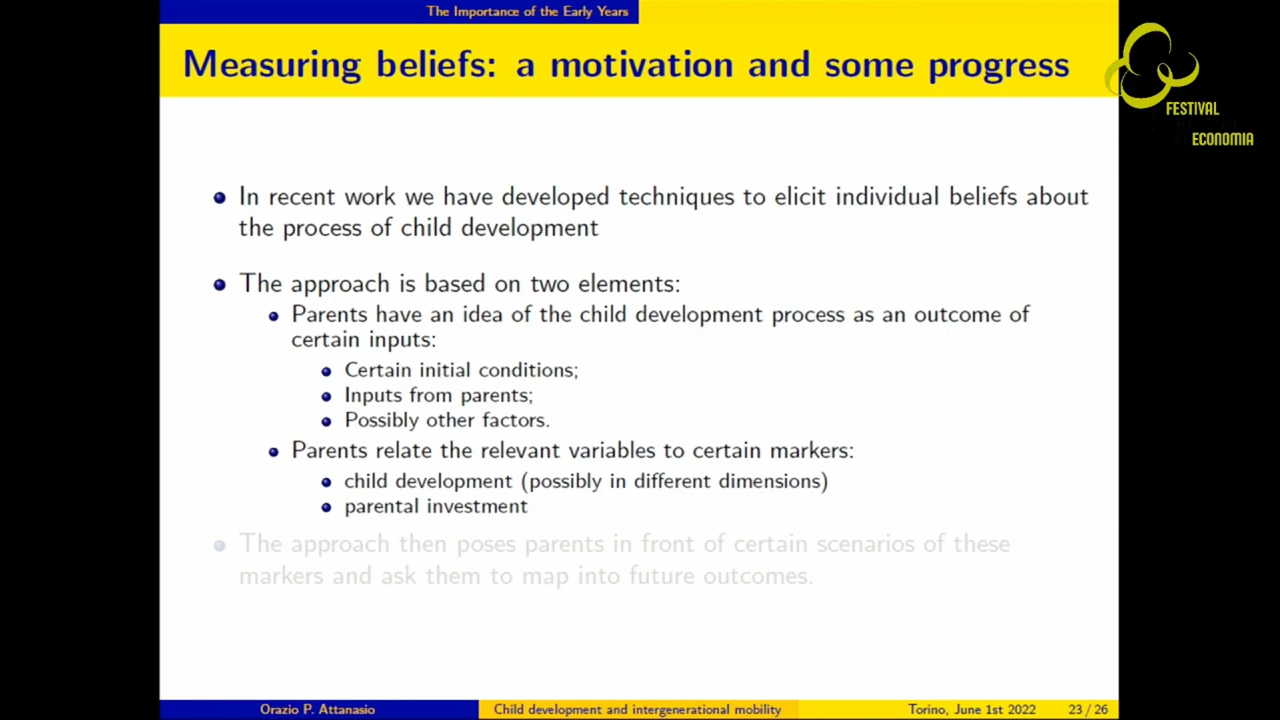 The Importance of the Early Years
Measuring beliefs: a motivation and some progress
FESTIVAL
ECONOMIA
In recent work we have developed techniques to elicit individual beliefs about
the process of child development
The approach is based on two elements:
Parents have an idea of the child development process as an outcome of
certain inputs:
Certain initial conditions;
Inputs from parents;
Possibly other factors.
Parents relate the relevant variables to certain markers:
child development (possibly in different dimensions)
parental investment
The approach then poses parents in front of certain scenarios of these
markers and ask them to map into future outcomes.
Orazio P. Attanasio
Child development and intergenerational mobility
Torino, June 1st 2022
23 / 26